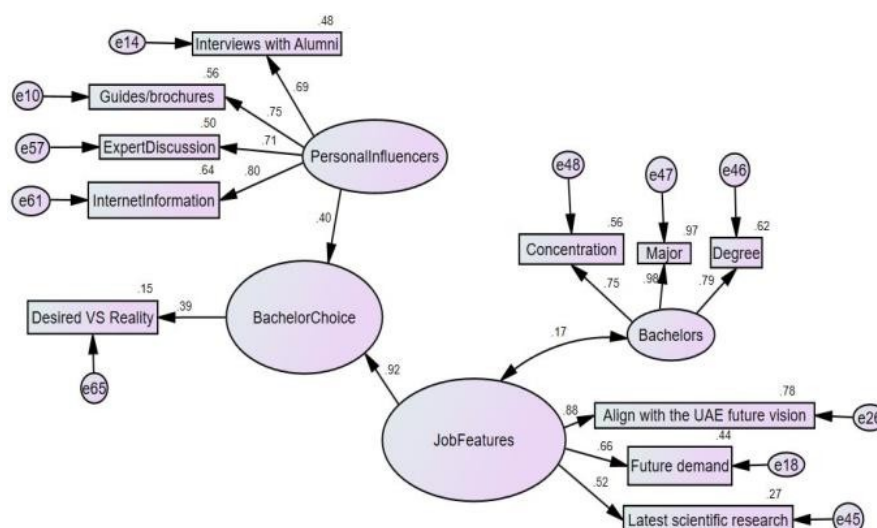 .48
e14
Interviews with Alumni
.56
e10
Guides/brochures
.69
.75
.50
e57
ExpertDiscussion
.71
PersonalInfluencers
.64
.80
e61
InternetInformation
.40
e48
e47
e46
.56
.97
.62
Concentration
Major
Degree
.75
.98
.79
.15
Desired VS Reality
.39
BachelorChoice
.17
Bachelors
e65
.92
.78
.88
Align with the UAE future vision
e26
JobFeatures
.44
.66
Future demand
e18
.52
.27
Latest scientific research
e45